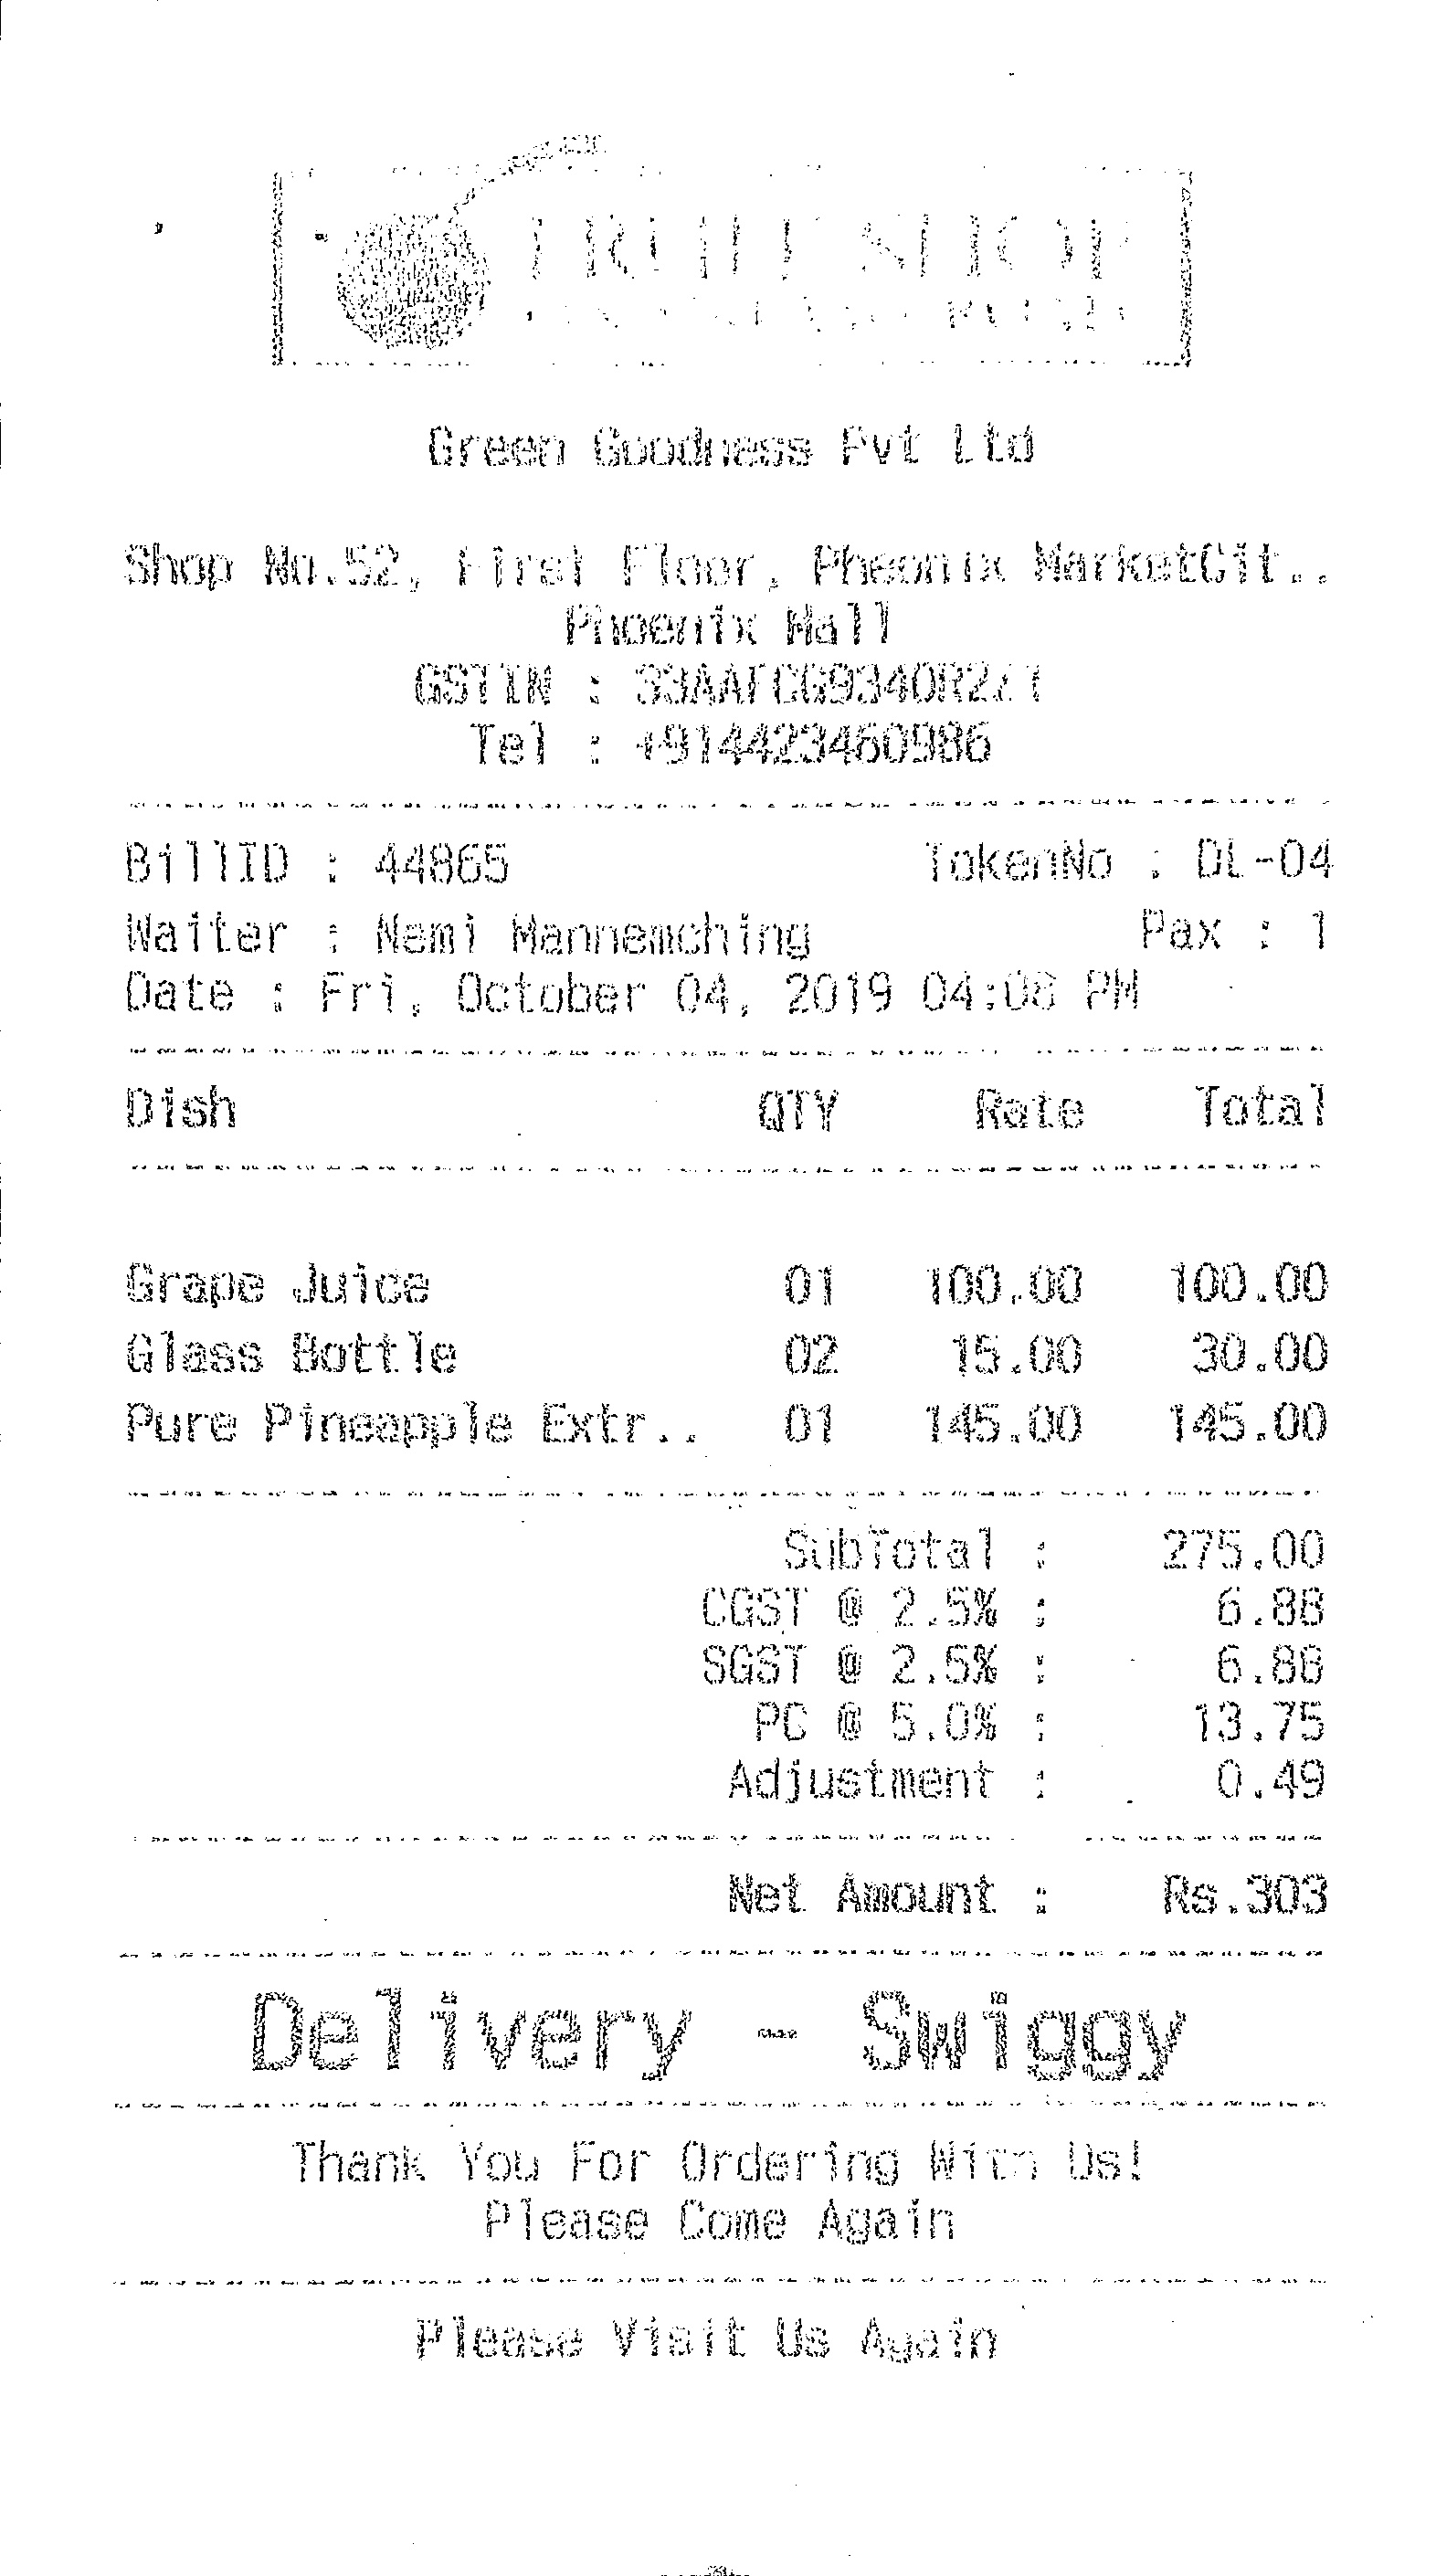 FRUIT SHOP
Green Goodness Pvt Ltd
Shop No.52, First Floor, Pheonix MarketCit..
Phoenix Mall
GSTIN :
Tel : +914423460986
BillID : 44865 TokenNo : DL-04
Waiter : Nemi Mannemching Pax : 1
Date : Fri, October 04, 2019 04:08 PM
Dish QTY Rate Total
Grape Juice 01 100.00 100.00
Glass Bottle 02 15.00 30.00
Pure Pineapple Extr.. 01 145.00 145.00
SubTotal : 275.00
CGST @ 2.5% : 6.88
SGST @ 2.5% : 6.88
PC @ 5.0% : 13.75
Adjustment : 0.49
Net Amount : Rs.303
Delivery - Swiggy
Thank You For Ordering With Us!
Please Come Again
Please Visit Us Again